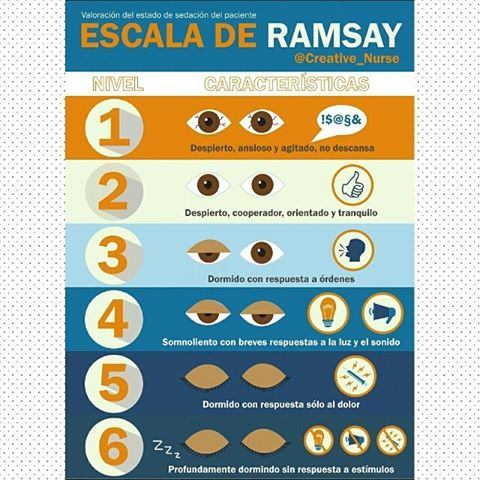 Valoración del estado de sedación del paciente
ESCALA DE RAMSAY
@Creative_Nurse
NIVEL CARACTERÍSTICAS
1
!$@§&
Despierto, ansioso y agitado, no descansa
2
Despierto, cooperador, orientado y tranquilo
3
Dormido con respuesta a órdenes
4
Somnoliento con breves respuestas a la luz y el sonido
5
Dormido con respuesta sólo al dolor
6
Z Z Z
Profundamente dormindo sin respuesta a estímulos